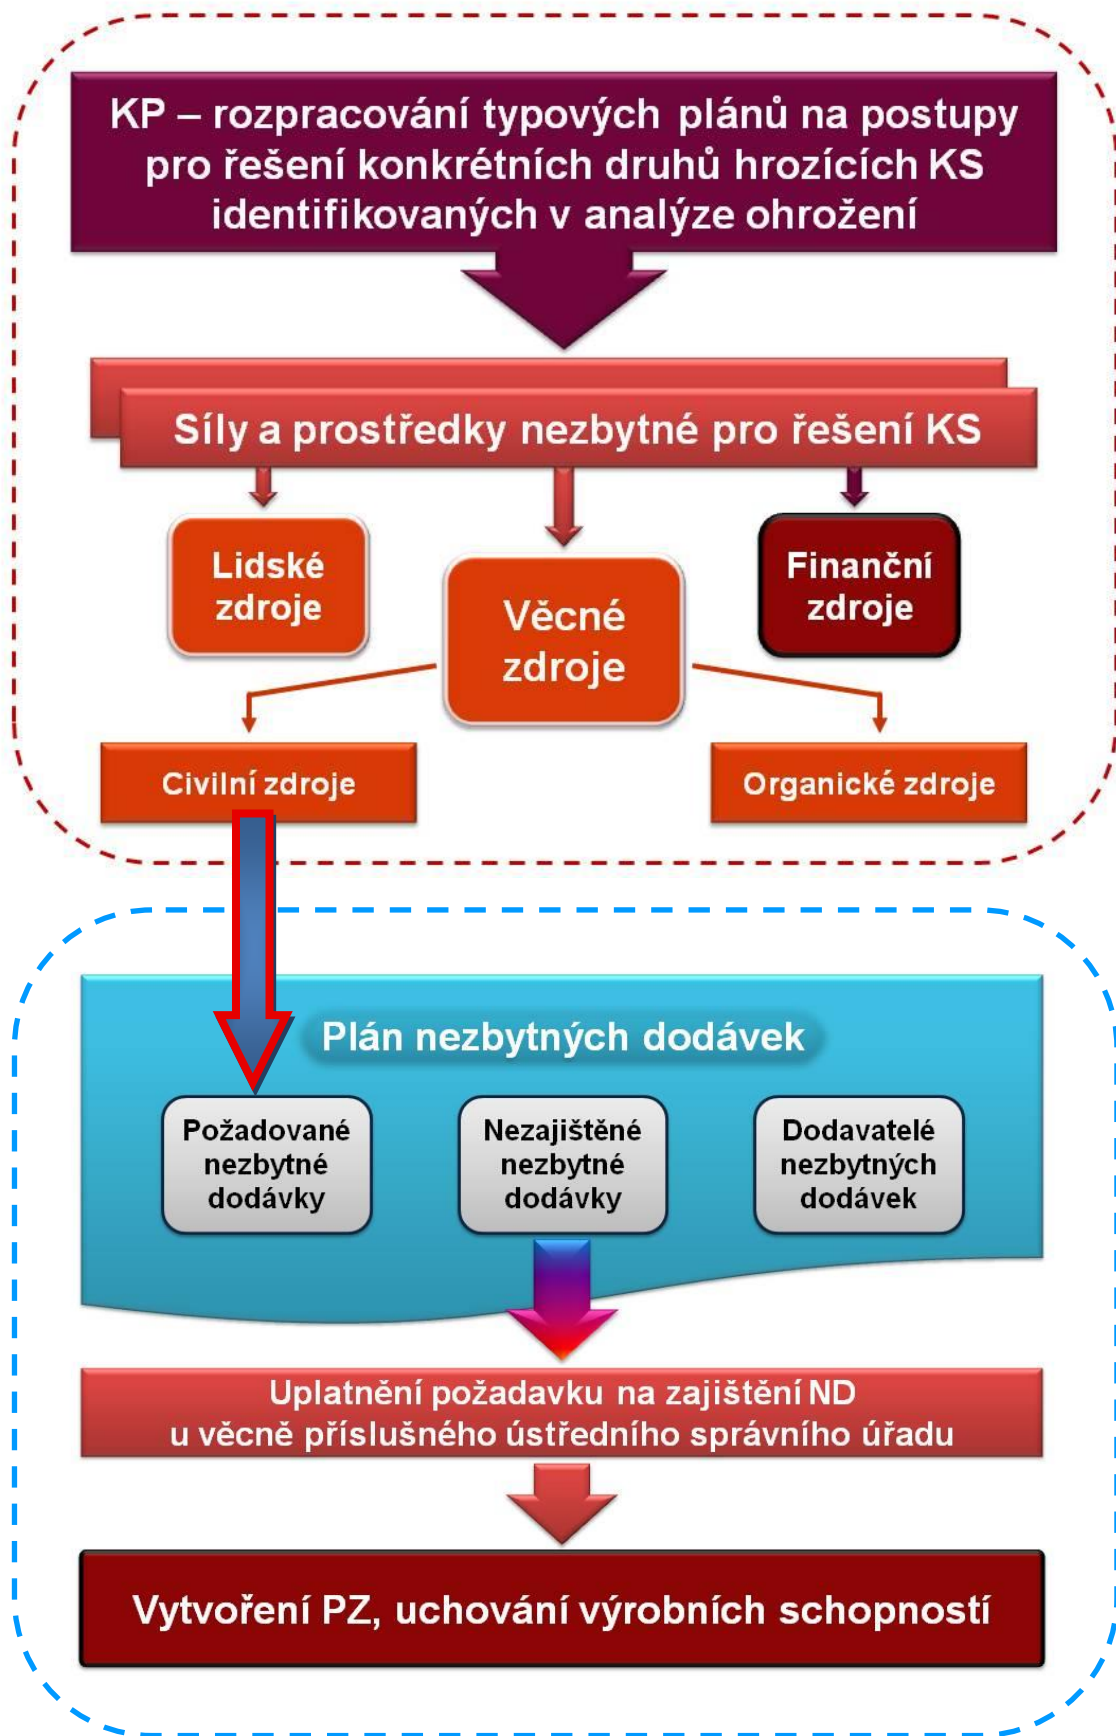 KP – rozpracování typových plánů na postupy
pro řešení konkrétních druhů hrozících KS
identifikovaných v analýze ohrožení
Síly a prostředky nezbytné pro řešení KS
Lidské
zdroje
Věcné
zdroje
Finanční
zdroje
Civilní zdroje
Organické zdroje
Plán nezbytných dodávek
Požadované
nezbytné
dodávky
Nezajištěné
nezbytné
dodávky
Dodavatelé
nezbytných
dodávek
Uplatnění požadavku na zajištění ND
u věcně příslušného ústředního správního úřadu
Vytvoření PZ, uchování výrobních schopností